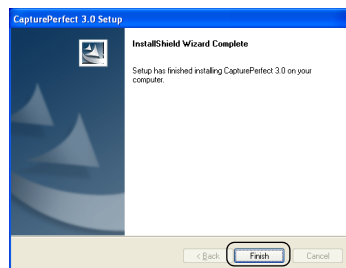 CapturePerfect 3.0 Setup
InstallShield Wizard Complete
Setup has finished installing CapturePerfect 3.0 on your
computer.
< Back
Finish
Cancel